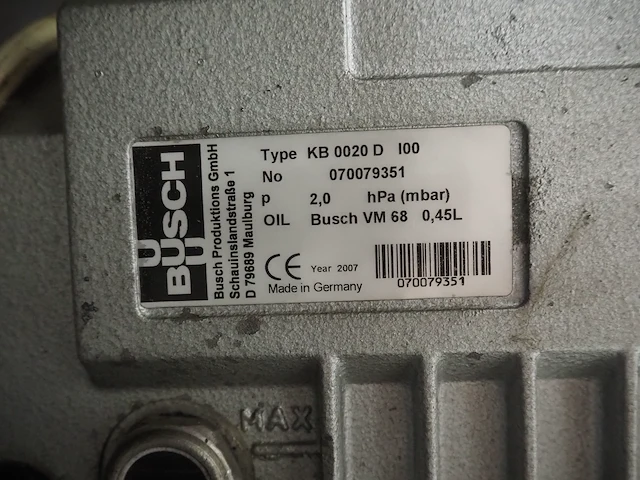 BUSCH
Busch Produktions GmbH
Schauinslandstraße 1
D 79689 Maulburg
Type KB 0020 D I00
No 070079351
p 2,0 hPa (mbar)
OIL Busch VM 68 0,45L
CE Year 2007
Made in Germany
070079351
MAX